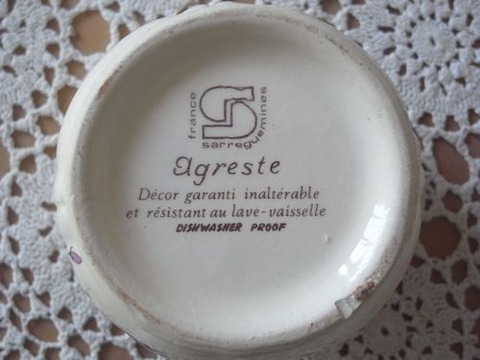 france
sarreguemines
agreste
Décor garanti inaltérable
et résistant au lave-vaisselle
DISHWASHER PROOF